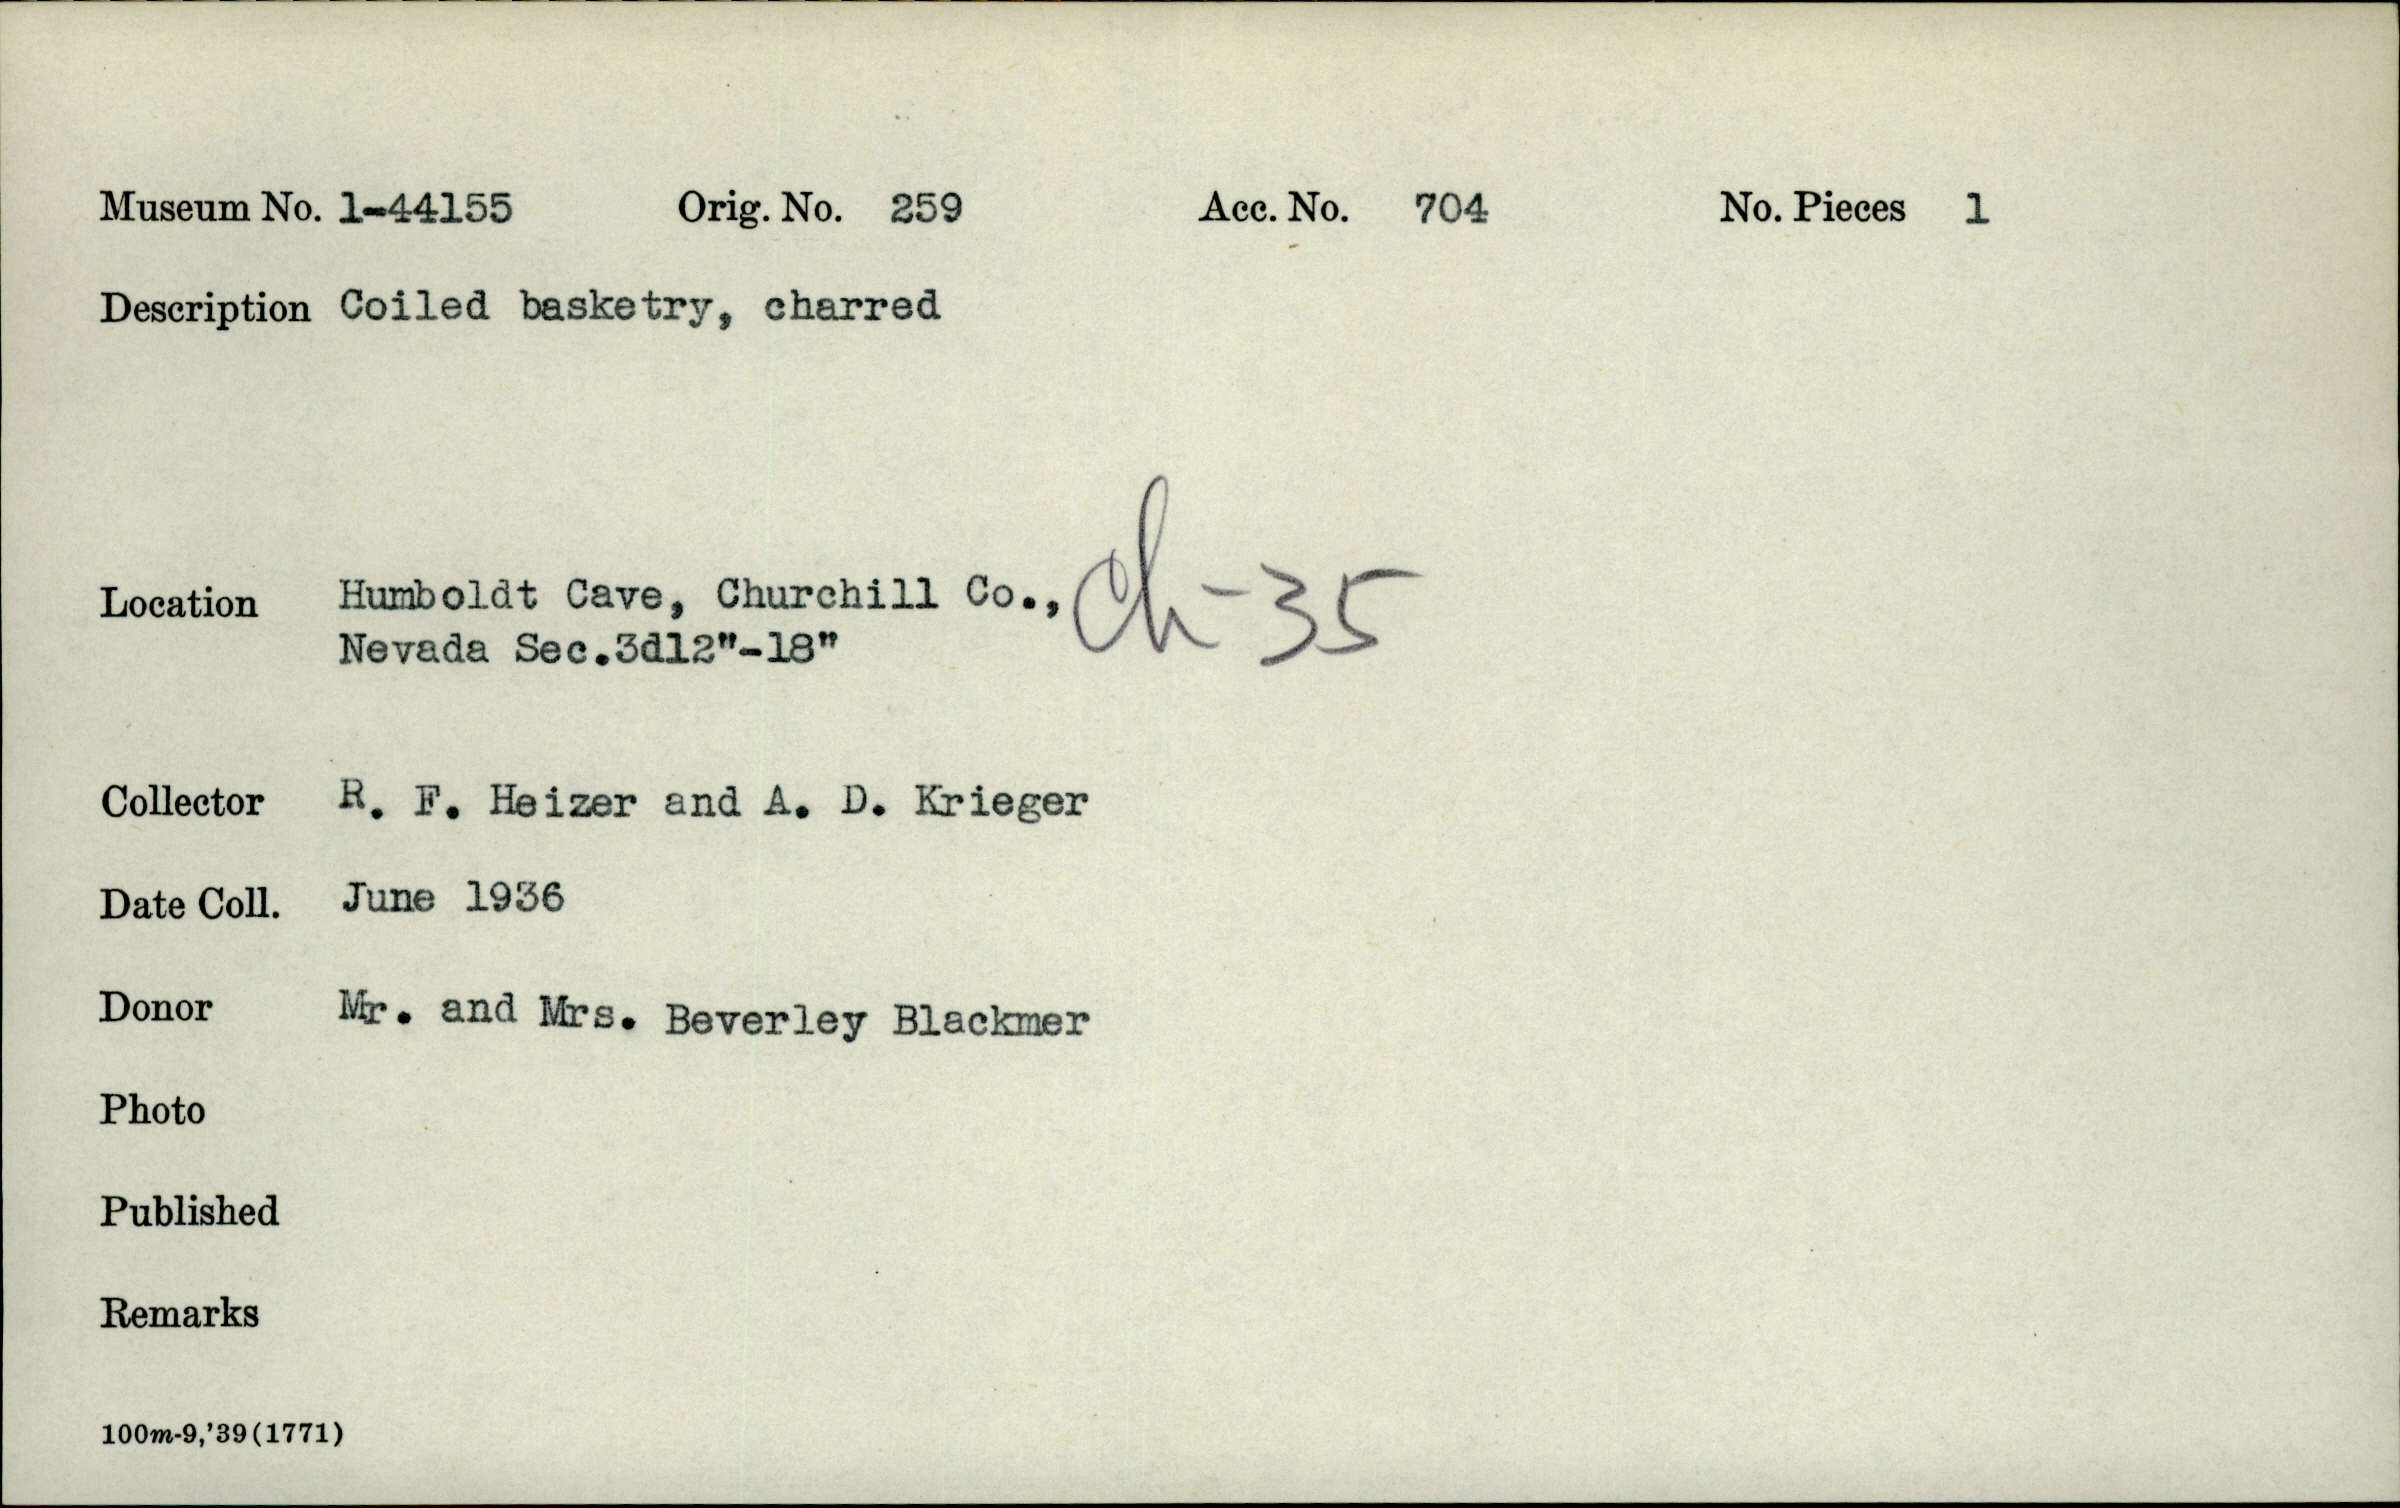 Museum No. 1-44155 Orig. No. 259 Acc. No. 704 No. Pieces 1
Description Coiled basketry, charred
Location Humboldt Cave, Churchill Co., Ch-35
Nevada Sec.3d12"-18"
Collector R. F. Heizer and A. D. Krieger
Date Coll. June 1936
Donor Mr. and Mrs. Beverley Blackmer
Photo
Published
Remarks
100m-9,'39(1771)